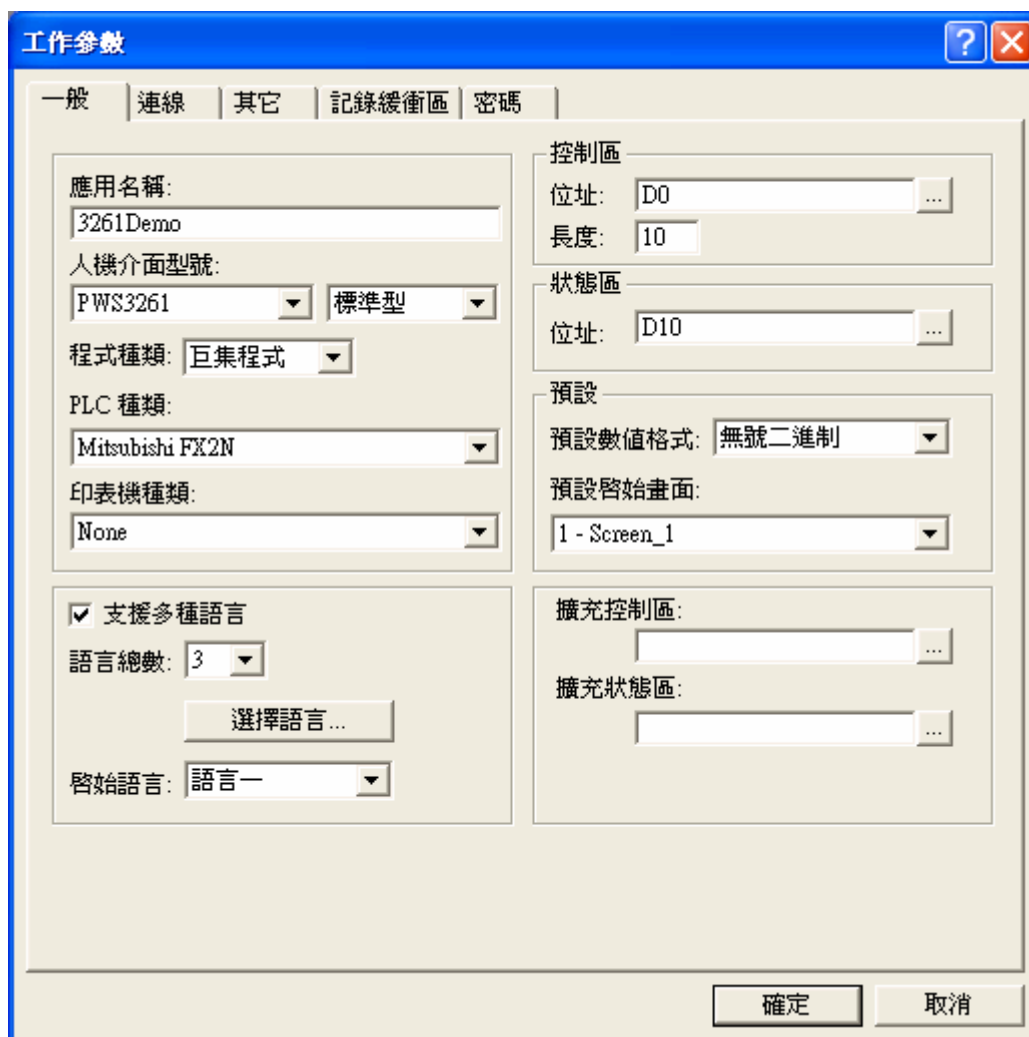 工作參數
一般 連線 其它 記錄緩衝區 密碼
應用名稱:
3261Demo
人機介面型號:
PWS3261 標準型
程式種類: 巨集程式
PLC 種類:
Mitsubishi FX2N
印表機種類:
None
支援多種語言
語言總數: 3
選擇語言...
啓始語言: 語言一
控制區
位址: D0 ...
長度: 10
狀態區
位址: D10 ...
預設
預設數值格式: 無號二進制
預設啓始畫面:
1 - Screen_1
擴充控制區:
...
擴充狀態區:
...
確定 取消